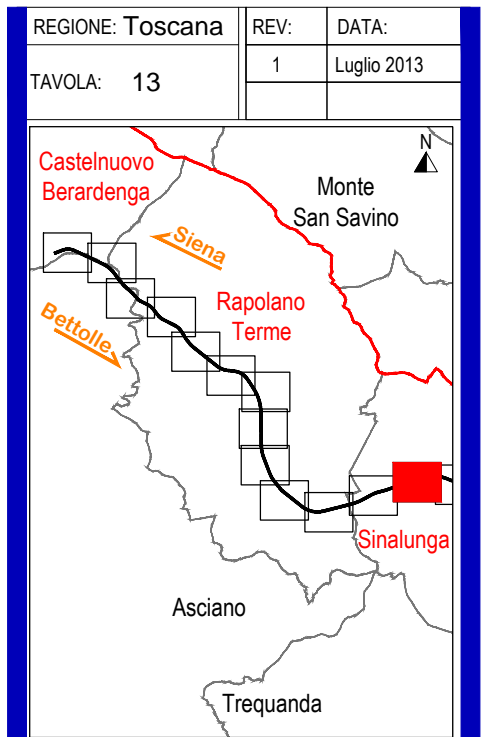 REGIONE: Toscana
REV:
DATA:
TAVOLA: 13
1
Luglio 2013
N
Castelnuovo
Berardenga
Monte
San Savino
Siena
Rapolano
Terme
Bettolle
Sinalunga
Asciano
Trequanda